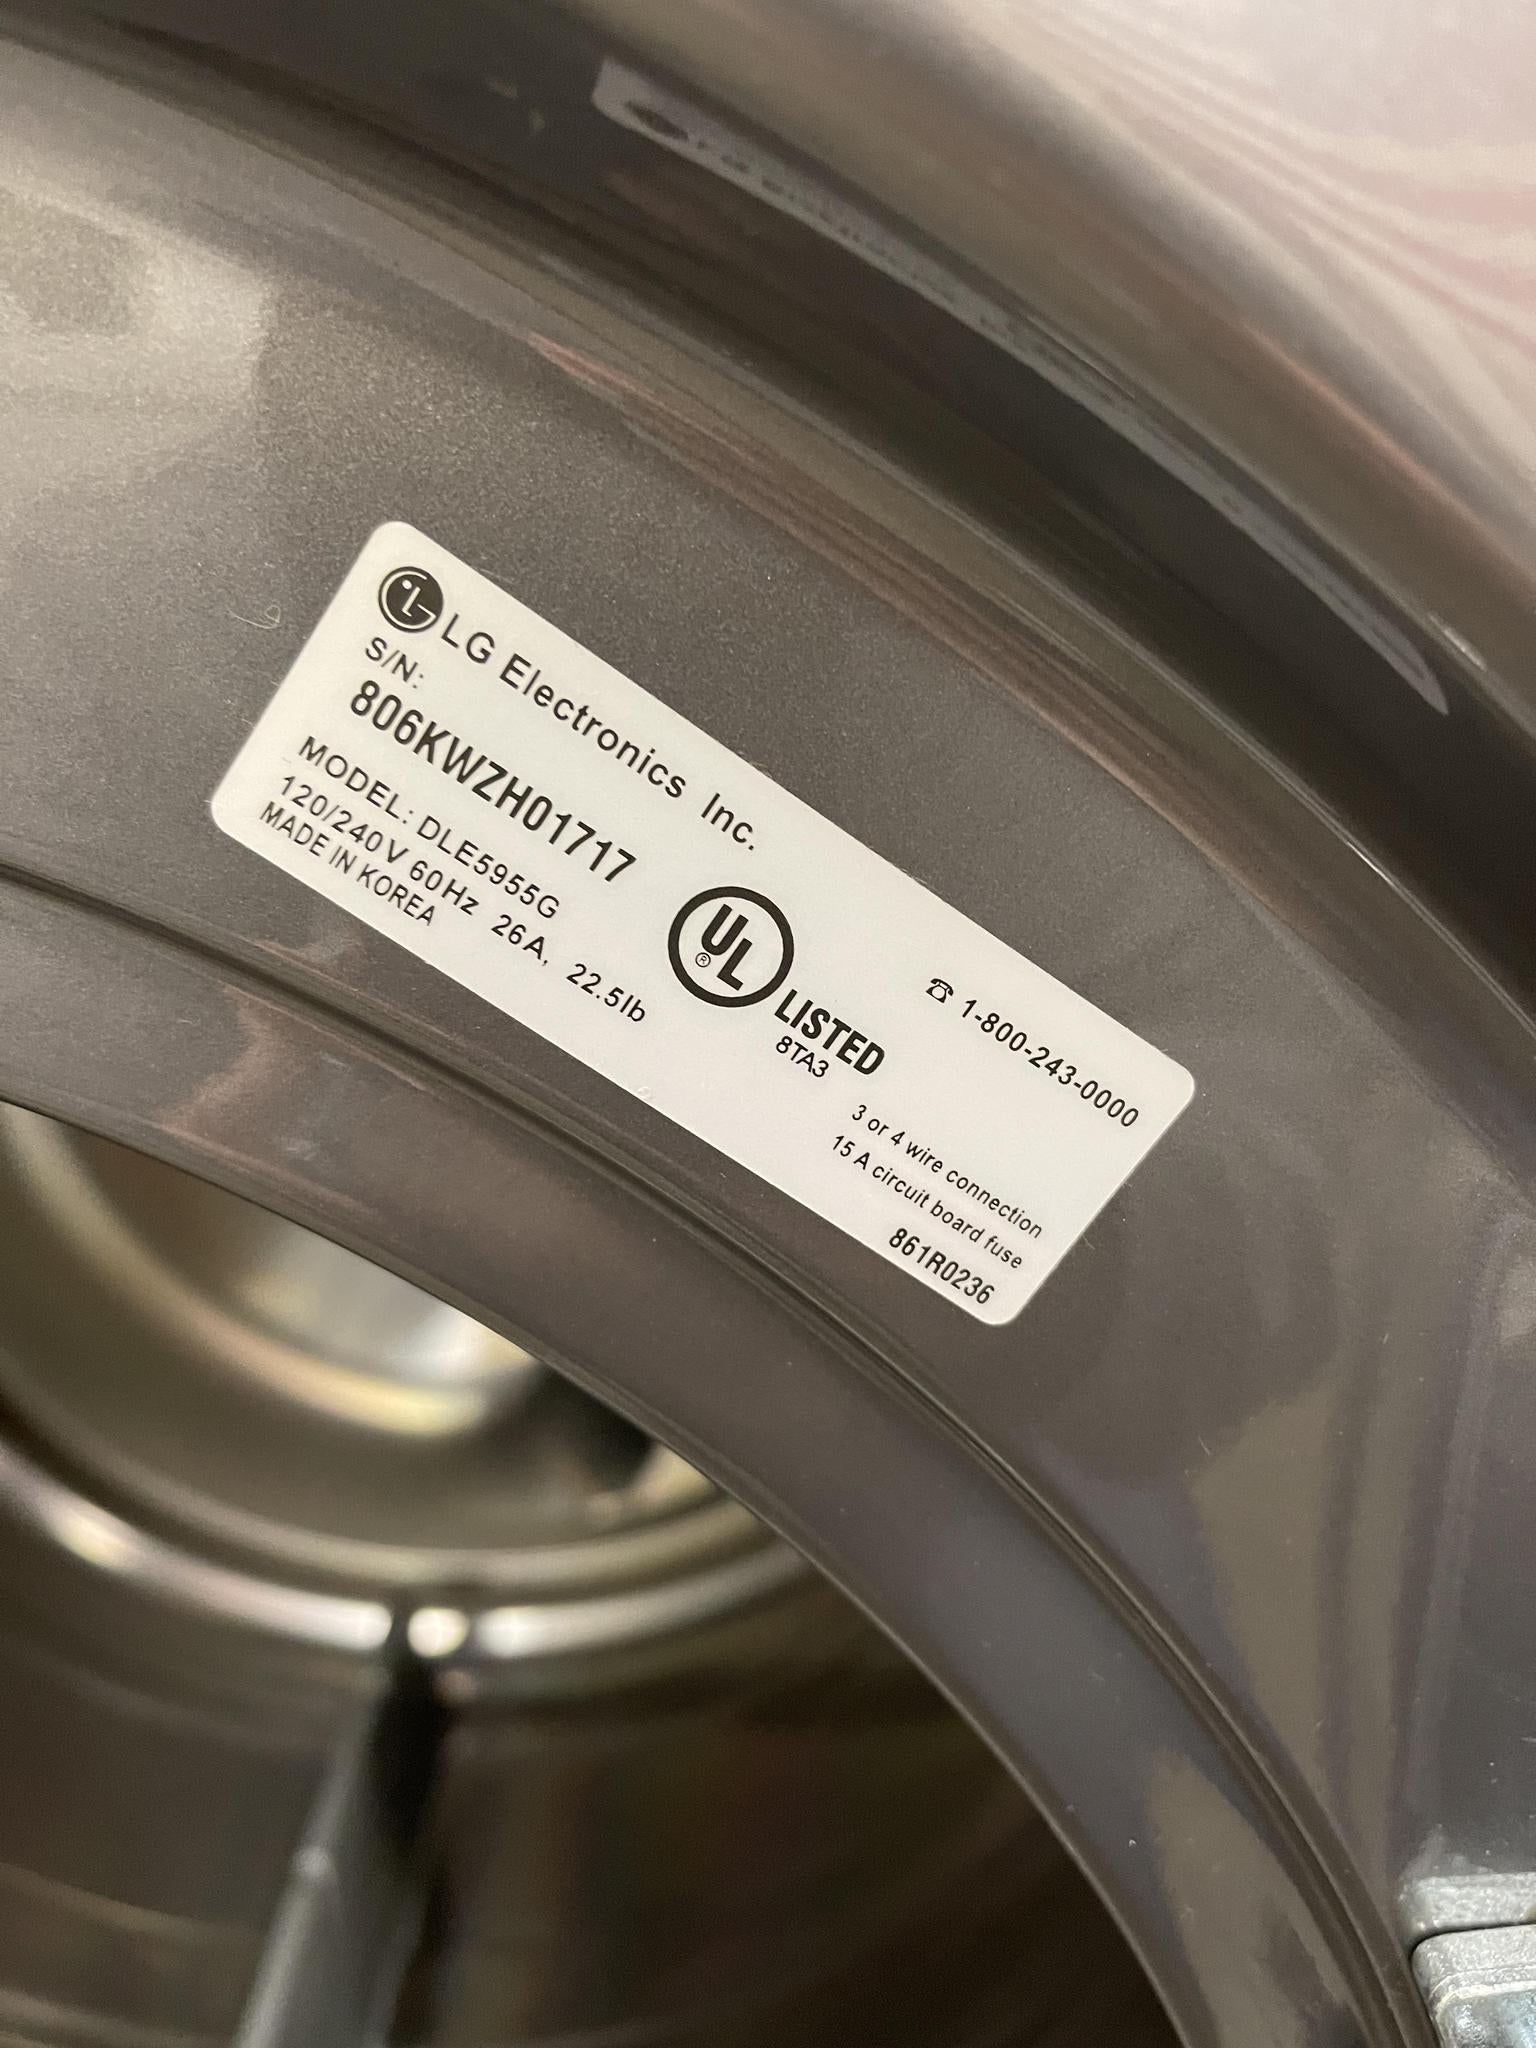 LG LG Electronics Inc.
S/N:
806KWZH01717
MODEL: DLE5955G
120/240V 60Hz 26A, 22.5lb
MADE IN KOREA
UL ®
LISTED
8TA3
☎ 1-800-243-0000
3 or 4 wire connection
15 A circuit board fuse
861R0236